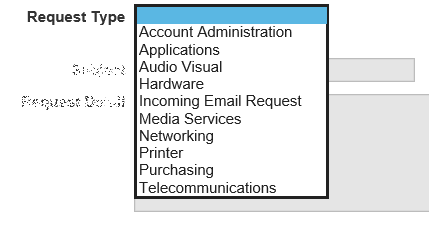 Request Type
Account Administration
Applications
Audio Visual
Hardware
Incoming Email Request
Media Services
Networking
Printer
Purchasing
Telecommunications